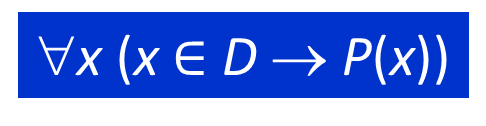 ∀x (x ∈ D → P(x))